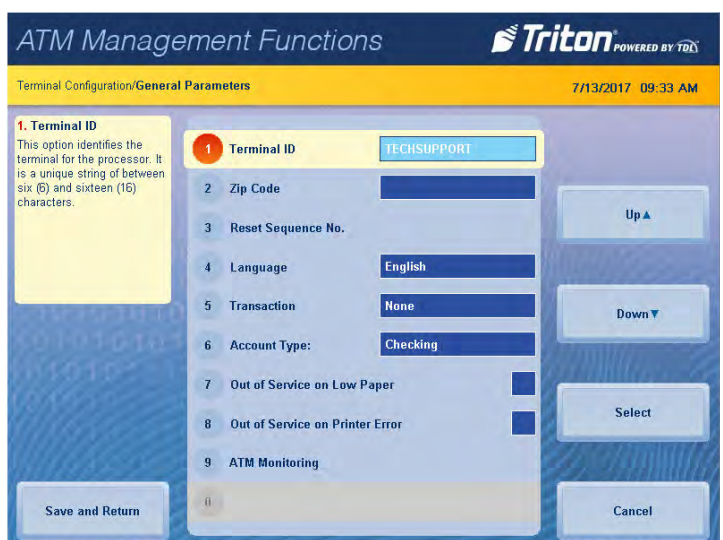 ATM Management Functions
Triton POWERED BY TDL
Terminal Configuration/General Parameters
7/13/2017 09:33 AM
1. Terminal ID
This option identifies the
terminal for the processor. It
is a unique string of between
six (6) and sixteen (16)
characters.
1 Terminal ID TECHSUPPORT
2 Zip Code
3 Reset Sequence No.
4 Language English
5 Transaction None
6 Account Type: Checking
7 Out of Service on Low Paper
8 Out of Service on Printer Error
9 ATM Monitoring
0
Up▲
Down▼
Select
Save and Return
Cancel